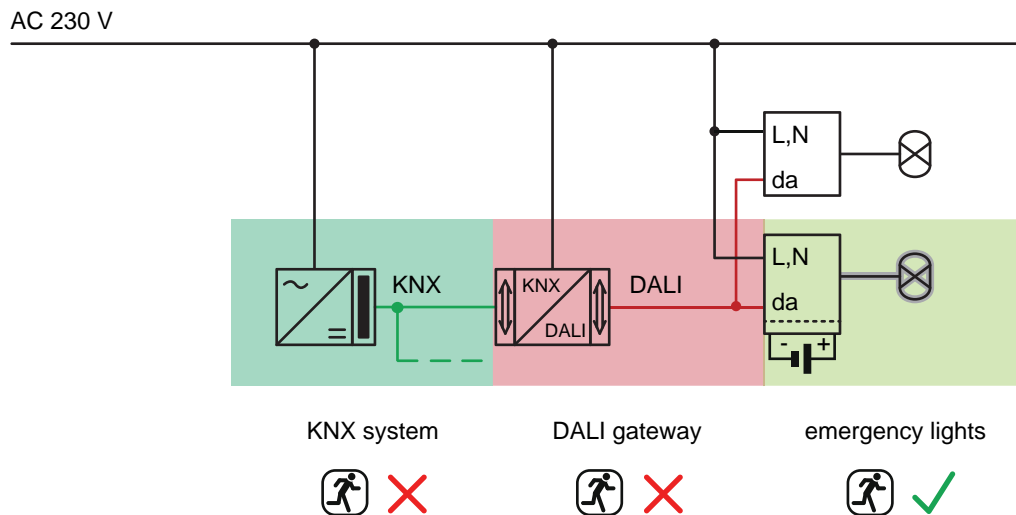 AC 230 V
L,N
da
L,N
KNX
KNX
DALI
DALI
da
- +
KNX system
DALI gateway
emergency lights